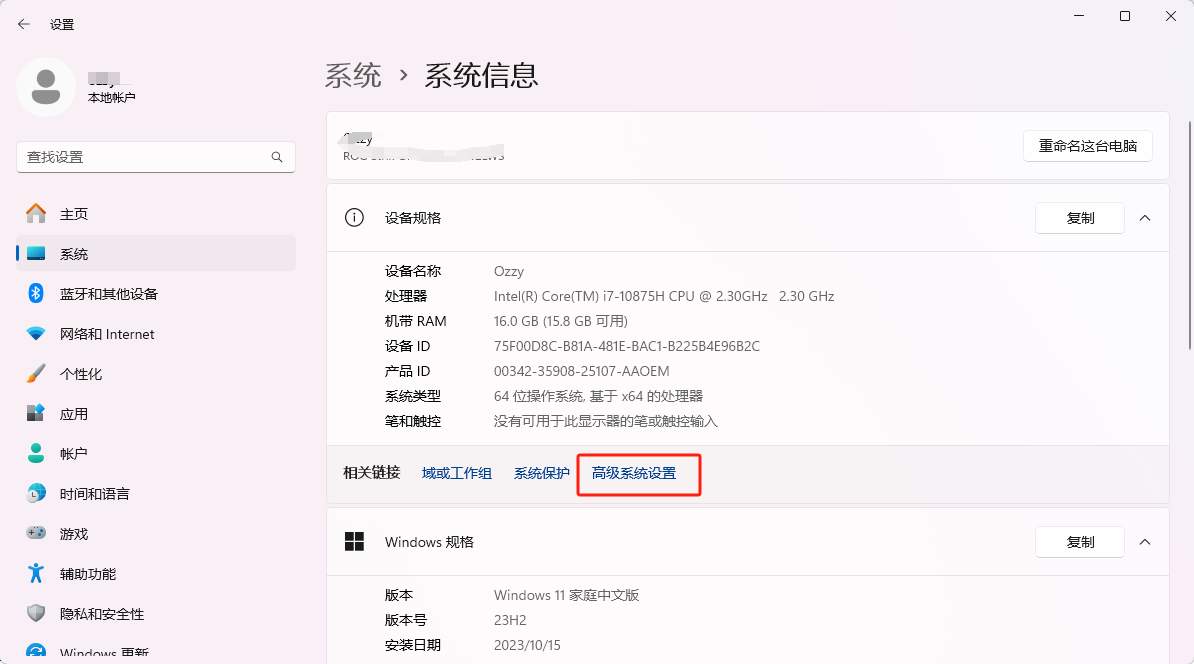 设置
本地帐户
查找设置
主页
系统
蓝牙和其他设备
网络和 Internet
个性化
应用
帐户
时间和语言
游戏
辅助功能
隐私和安全性
Windows 更新
系统 › 系统信息
重命名这台电脑
设备规格
复制
设备名称 Ozzy
处理器 Intel(R) Core(TM) i7-10875H CPU @ 2.30GHz 2.30 GHz
机带 RAM 16.0 GB (15.8 GB 可用)
设备 ID 75F00D8C-B81A-481E-BAC1-B225B4E96B2C
产品 ID 00342-35908-25107-AAOEM
系统类型 64 位操作系统, 基于 x64 的处理器
笔和触控 没有可用于此显示器的笔或触控输入
相关链接 域或工作组 系统保护 高级系统设置
Windows 规格
复制
版本 Windows 11 家庭中文版
版本号 23H2
安装日期 2023/10/15